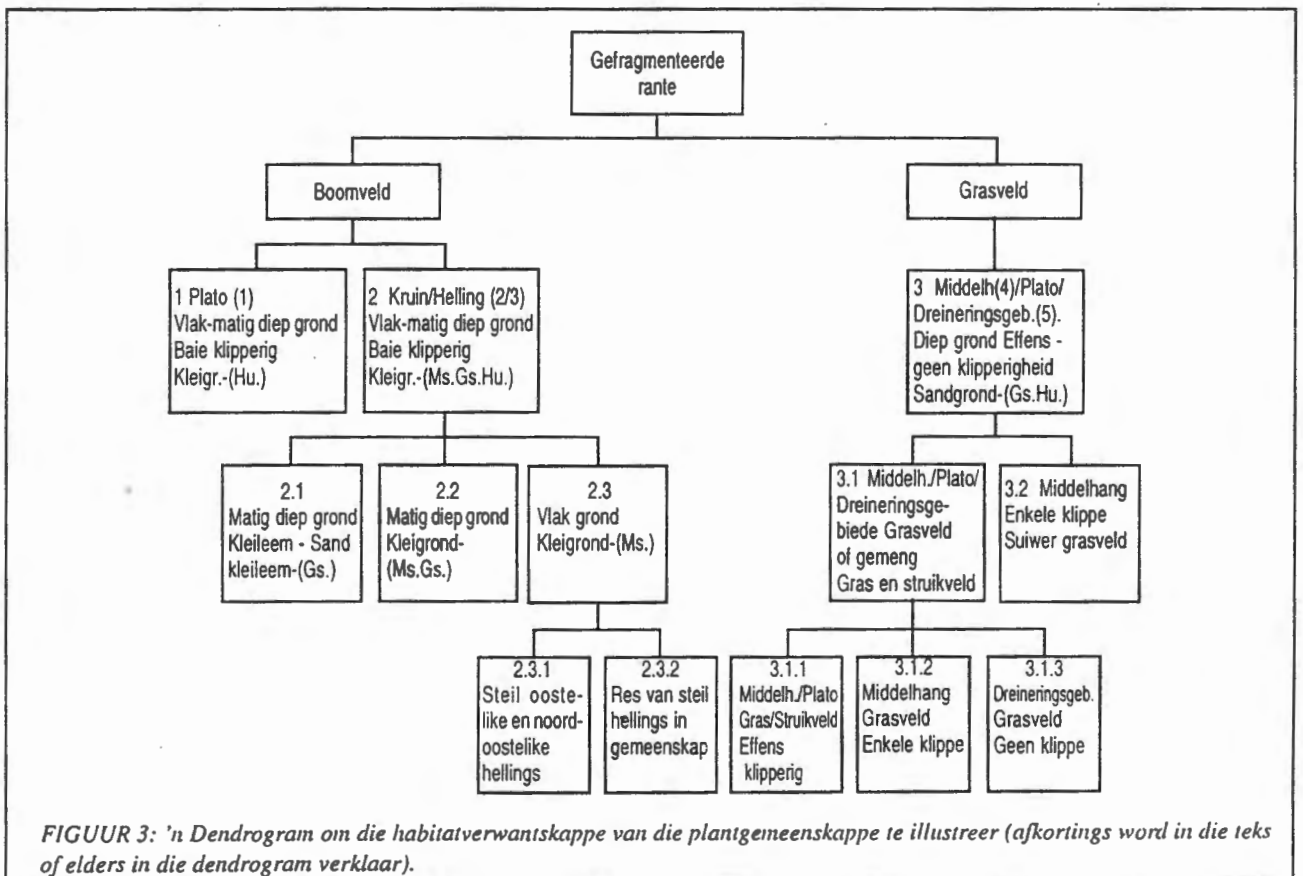 Gefragmenteerde
rante
Boomveld
Grasveld
1 Plato (1)
Vlak-matig diep grond
Baie klipperig
Kleigr.-(Hu.)
2 Kruin/Helling (2/3)
Vlak-matig diep grond
Baie klipperig
Kleigr.-(Ms.Gs.Hu.)
3 Middelh(4)/Plato/
Dreineringsgeb.(5).
Diep grond Effens -
geen klipperigheid
Sandgrond-(Gs.Hu.)
2.1
Matig diep grond
Kleileem - Sand
kleileem-(Gs.)
2.2
Matig diep grond
Kleigrond-
(Ms.Gs.)
2.3
Vlak grond
Kleigrond-(Ms.)
3.1 Middelh./Plato/
Dreineringsge-
biede Grasveld
of gemeng
Gras en struikveld
3.2 Middelhang
Enkele klippe
Suiwer grasveld
2.3.1
Steil ooste-
like en noord-
oostelike
hellings
2.3.2
Res van steil
hellings in
gemeenskap
3.1.1
Middelh./Plato
Gras/Struikveld
Effens
klipperig
3.1.2
Middelhang
Grasveld
Enkele klippe
3.1.3
Dreineringsgeb.
Grasveld
Geen klippe
FIGUUR 3: 'n Dendrogram om die habitatverwantskappe van die plantgemeenskappe te illustreer (afkortings word in die teks
of elders in die dendrogram verklaar).